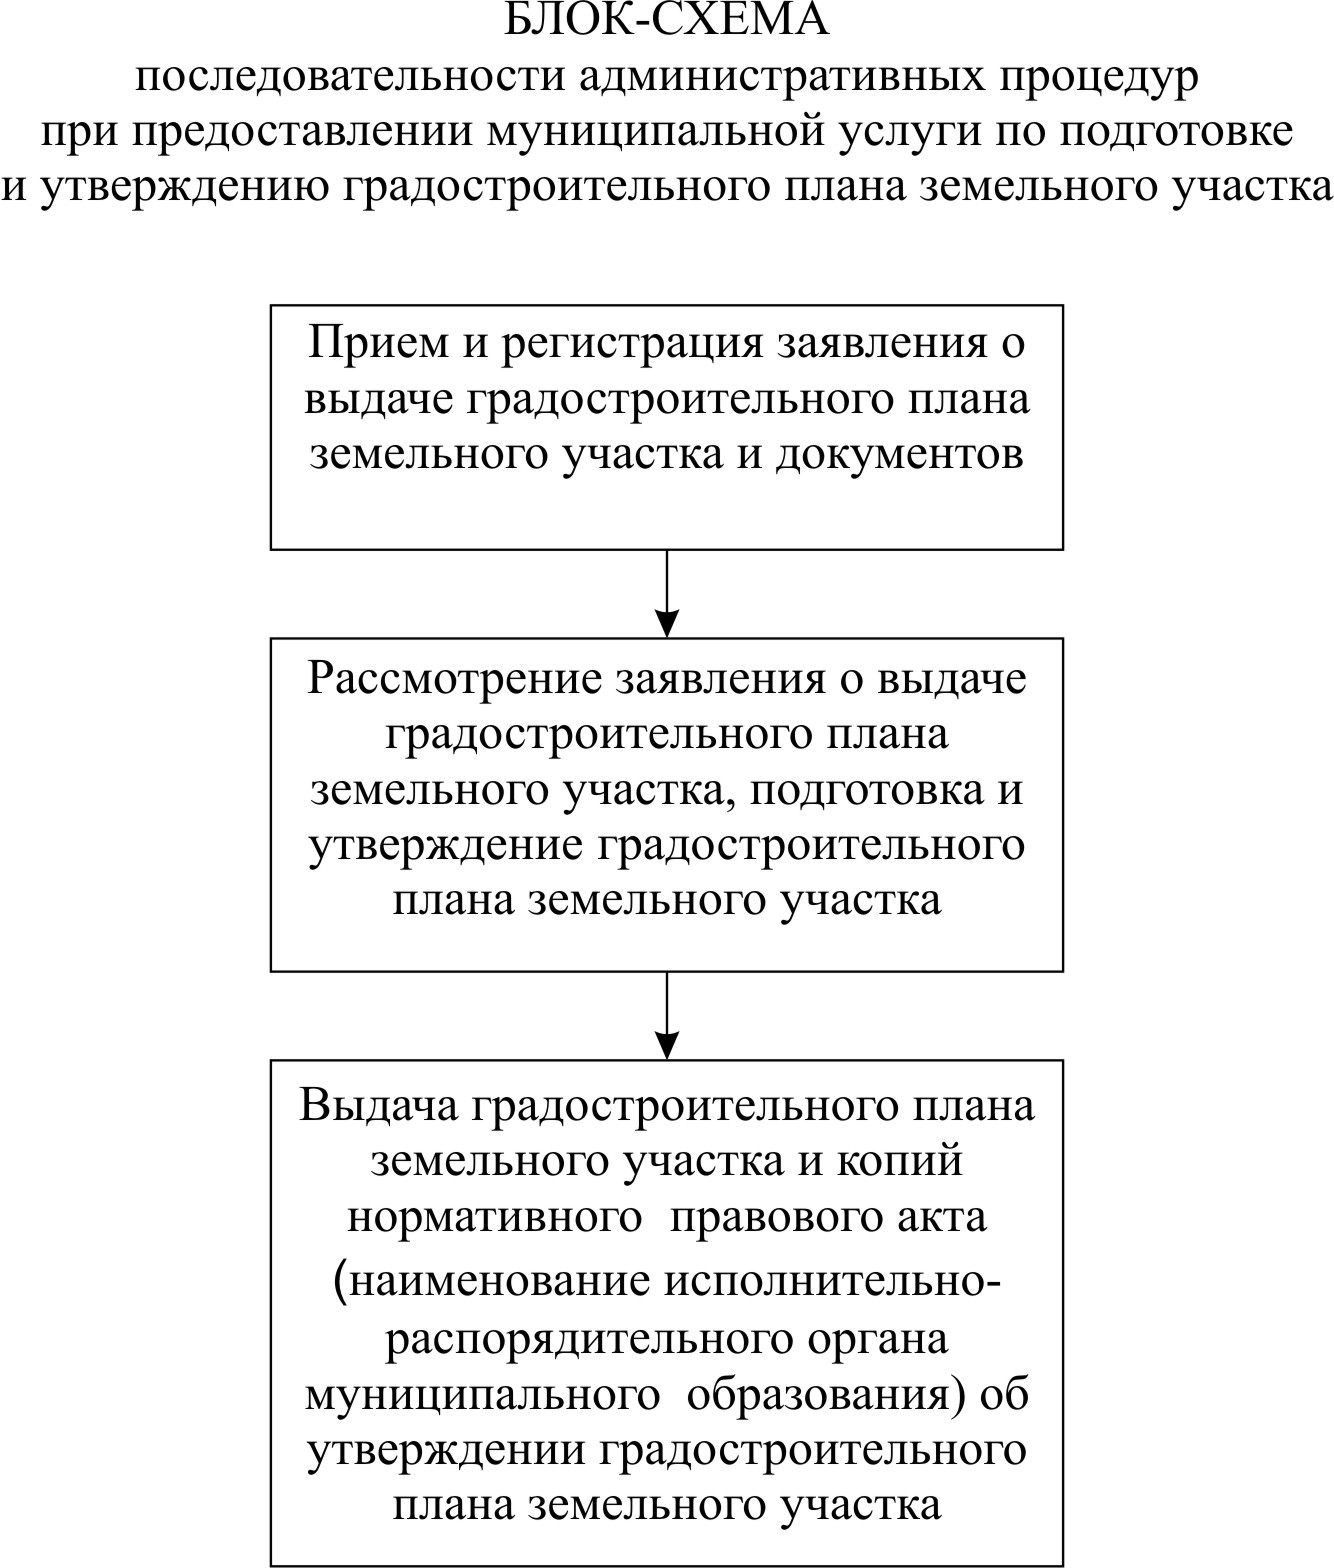 БЛОК-СХЕМА
последовательности административных процедур
при предоставлении муниципальной услуги по подготовке
и утверждению градостроительного плана земельного участка
Прием и регистрация заявления о
выдаче градостроительного плана
земельного участка и документов
Рассмотрение заявления о выдаче
градостроительного плана
земельного участка, подготовка и
утверждение градостроительного
плана земельного участка
Выдача градостроительного плана
земельного участка и копий
нормативного  правового акта
(наименование исполнительно-
распорядительного органа
муниципального  образования) об
утверждении градостроительного
плана земельного участка